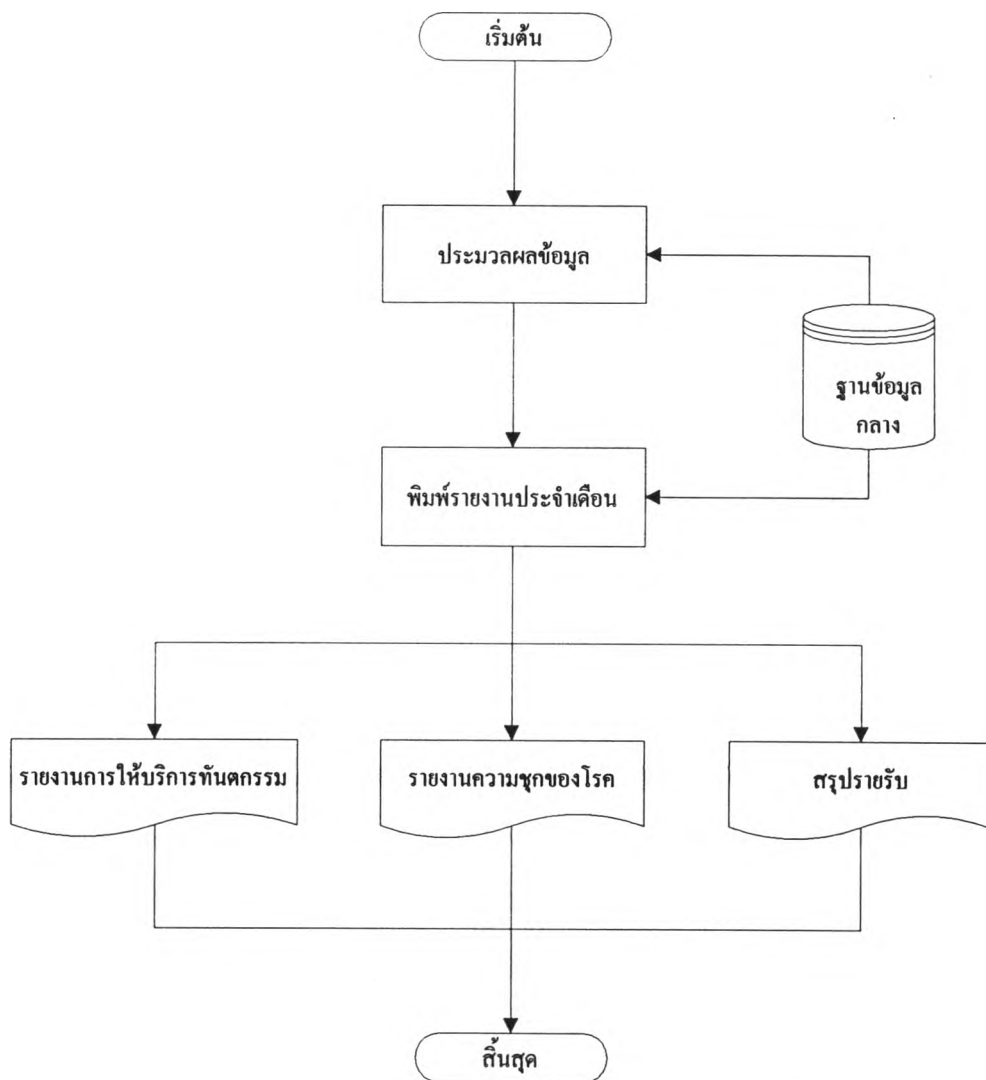 เริ่มต้น
ประมวลผลข้อมูล
ฐานข้อมูล
กลาง
พิมพ์รายงานประจำเดือน
รายงานการให้บริการทันตกรรม
รายงานความชุกของโรค
สรุปรายรับ
สิ้นสุด